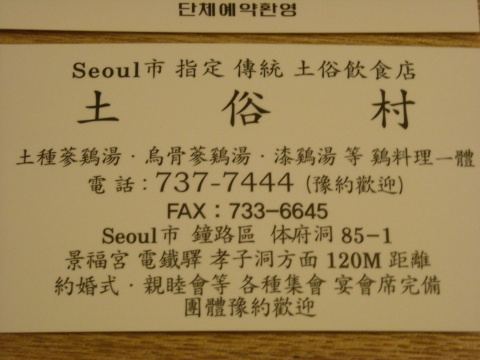 단체예약환영
Seoul市 指定 傳統 土俗飮食店
土俗村
土種蔘鷄湯・烏骨蔘鷄湯・漆鷄湯 等 鷄料理一體
電話：737-7444 (豫約歡迎)
FAX：733-6645
Seoul市 鐘路區 体府洞 85-1
景福宮 電鐵驛 孝子洞方面 120M 距離
約婚式・親睦會等 各種集會 宴會席完備
團體豫約歡迎